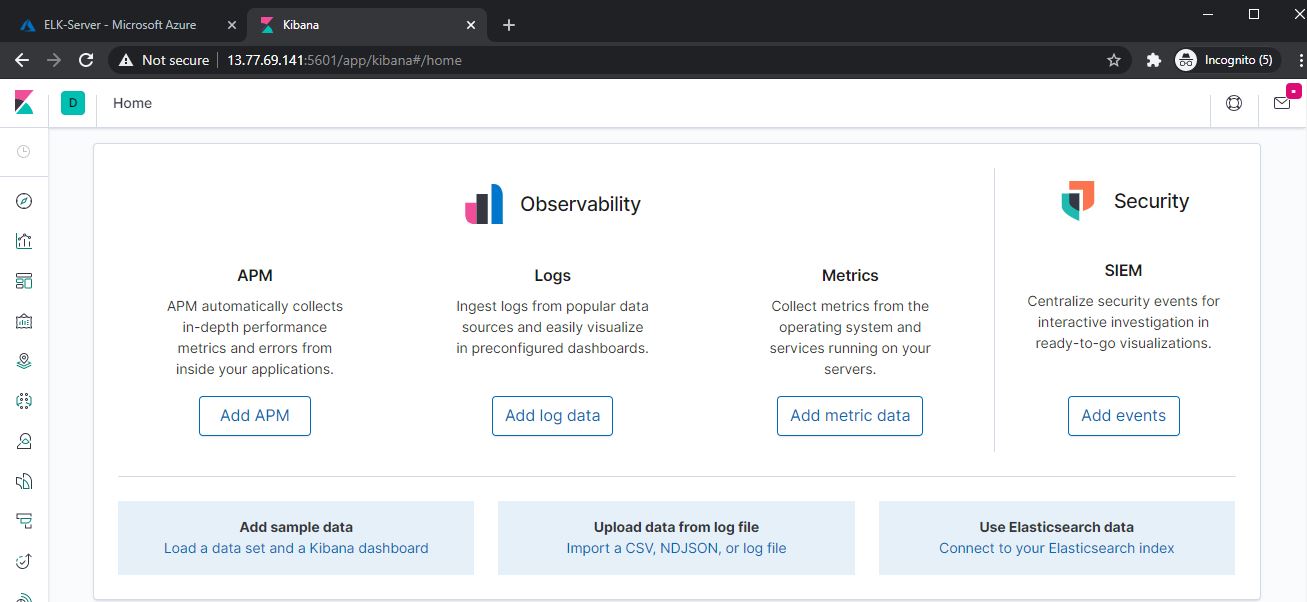 ELK-Server - Microsoft Azure
Kibana
Not secure
13.77.69.141:5601/app/kibana#/home
Incognito (5)
D
Home
Observability
Security
APM
APM automatically collects
in-depth performance
metrics and errors from
inside your applications.
Add APM
Logs
Ingest logs from popular data
sources and easily visualize
in preconfigured dashboards.
Add log data
Metrics
Collect metrics from the
operating system and
services running on your
servers.
Add metric data
SIEM
Centralize security events for
interactive investigation in
ready-to-go visualizations.
Add events
Add sample data
Load a data set and a Kibana dashboard
Upload data from log file
Import a CSV, NDJSON, or log file
Use Elasticsearch data
Connect to your Elasticsearch index